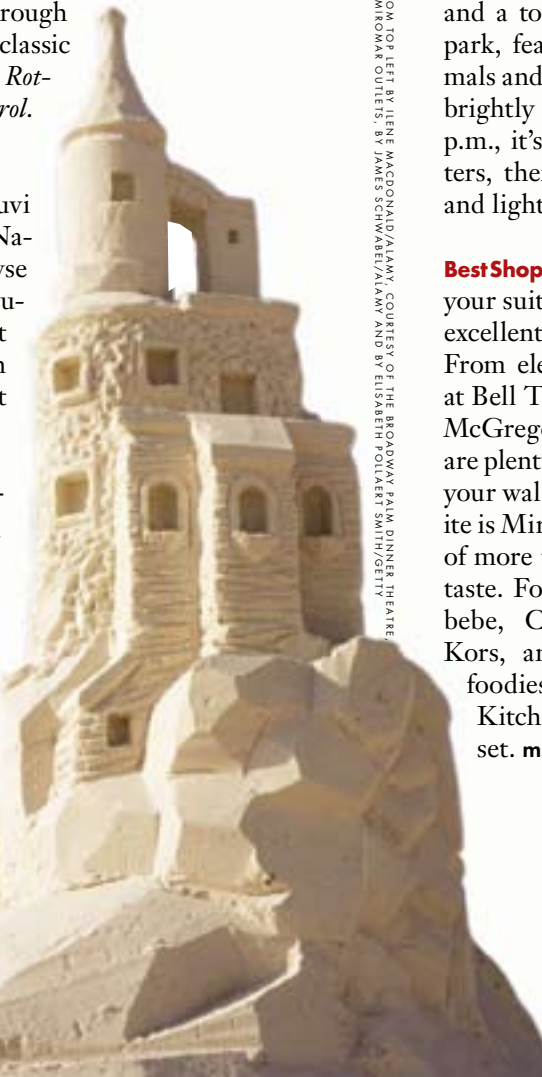 rough
classic
Rot-
rol.
uvi
Na-
yse
u-
t
n
t
-
OM TOP LEFT BY ILENE MACDONALD/ALAMY, COURTESY OF THE BROADWAY PALM DINNER THEATRE,
MIROMAR OUTLETS, BY JAMES SCHWABEL/ALAMY AND BY ELISABETH POLLAERT SMITH/GETTY
and a to
park, fea
mals and
brightly
p.m., it's
ters, the
and light
Best Shop
your suit
excellent
From ele
at Bell T
McGreg
are plent
your wal
ite is Mi
of more
taste. Fo
bebe, C
Kors, an
foodies
Kitch
set. m